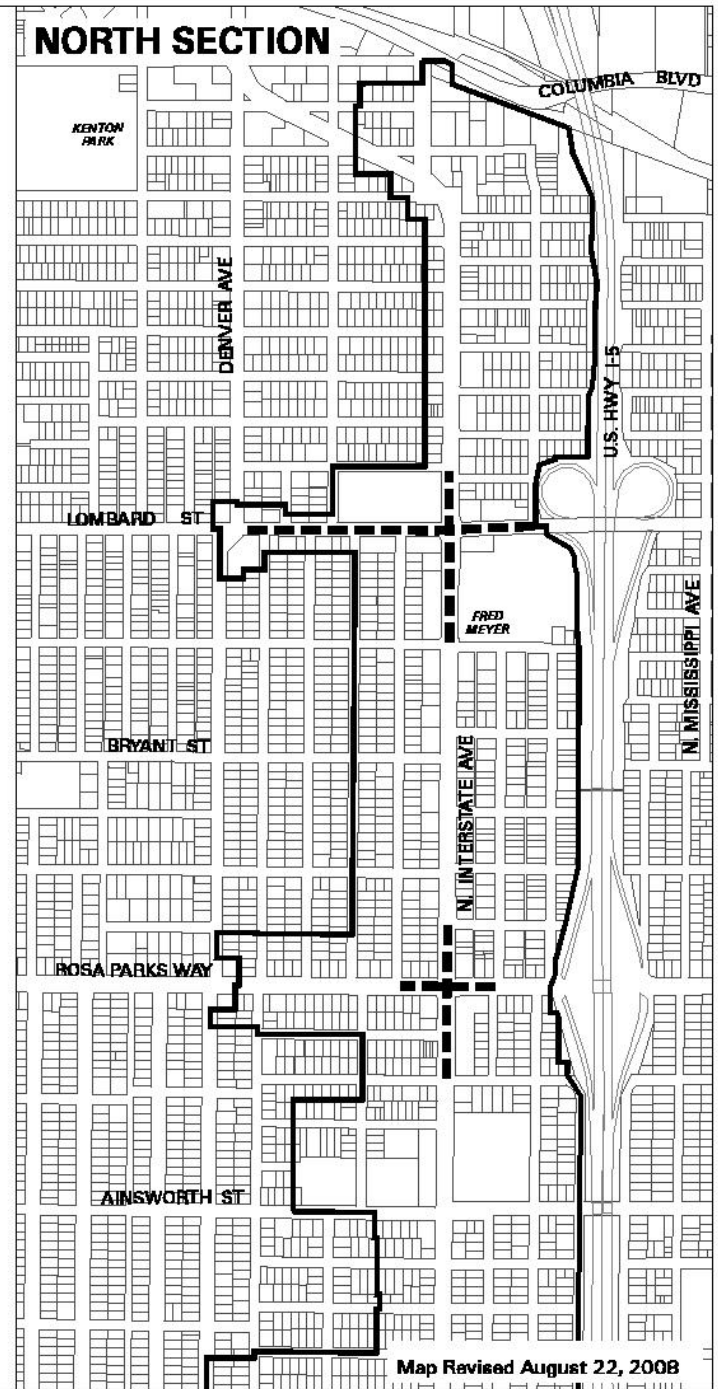 NORTH SECTION
COLUMBIA BLVD
KENTON
PARK
DENVER AVE
U.S. HWY I-5
LOMBARD ST
FRED
MEYER
N. MISSISSIPPI AVE
BRYANT ST
N. INTERSTATE AVE
ROSA PARKS WAY
AINSWORTH ST
Map Revised August 22, 2008